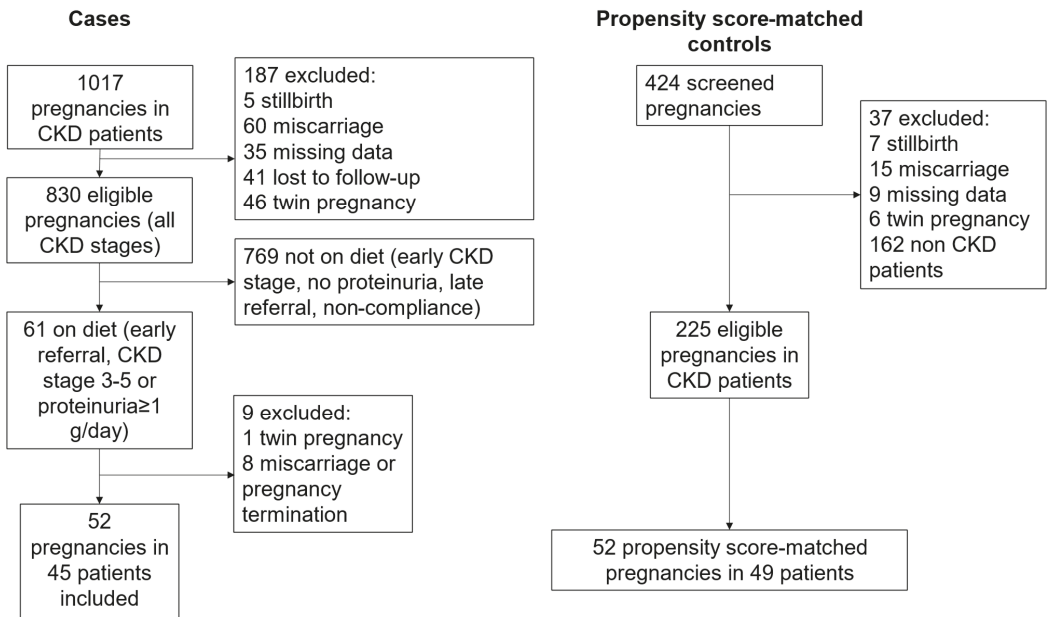 Cases
1017
pregnancies in
CKD patients
187 excluded:
5 stillbirth
60 miscarriage
35 missing data
41 lost to follow-up
46 twin pregnancy
830 eligible
pregnancies (all
CKD stages)
769 not on diet (early CKD
stage, no proteinuria, late
referral, non-compliance)
61 on diet (early
referral, CKD
stage 3-5 or
proteinuria≥1
g/day)
9 excluded:
1 twin pregnancy
8 miscarriage or
pregnancy
termination
52
pregnancies in
45 patients
included
Propensity score-matched
controls
424 screened
pregnancies
37 excluded:
7 stillbirth
15 miscarriage
9 missing data
6 twin pregnancy
162 non CKD
patients
225 eligible
pregnancies in
CKD patients
52 propensity score-matched
pregnancies in 49 patients